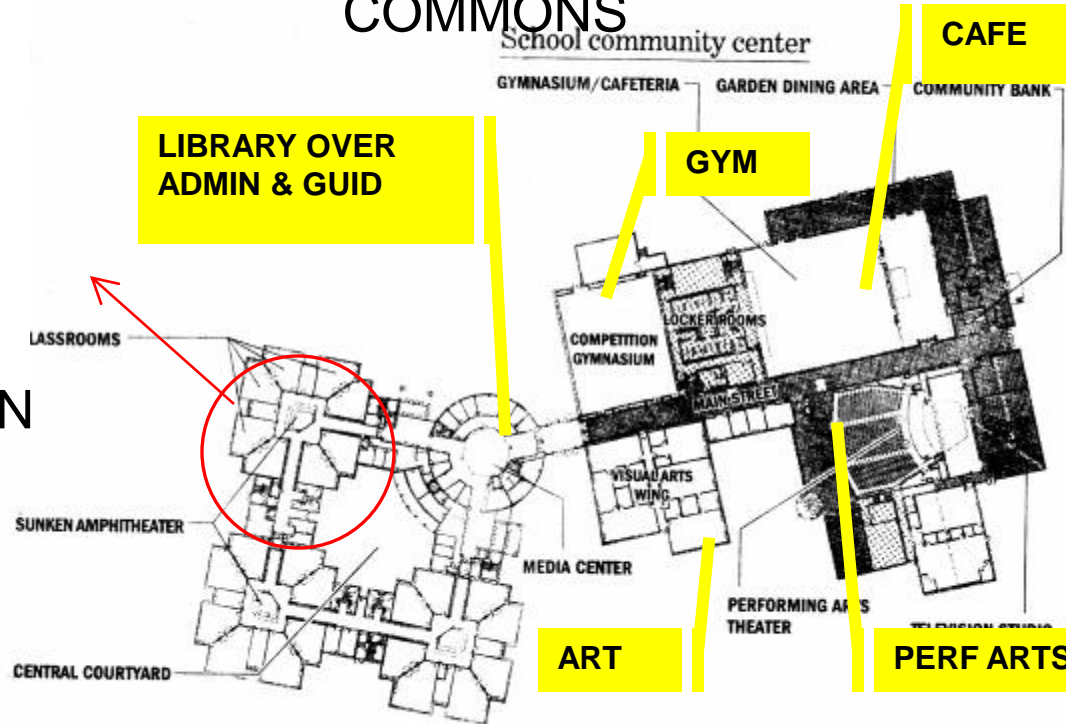 COMMONS
School community center
CAFE
GYMNASIUM/CAFETERIA
GARDEN DINING AREA
COMMUNITY BANK
LIBRARY OVER
ADMIN & GUID
GYM
LOCKER ROOMS
LASSROOMS
COMPETITION
GYMNASIUM
N
MAIN STREET
VISUAL ARTS
WING
SUNKEN AMPHITHEATER
MEDIA CENTER
PERFORMING ARTS
THEATER
TELEVISION STUDIO
ART
PERF ARTS
CENTRAL COURTYARD